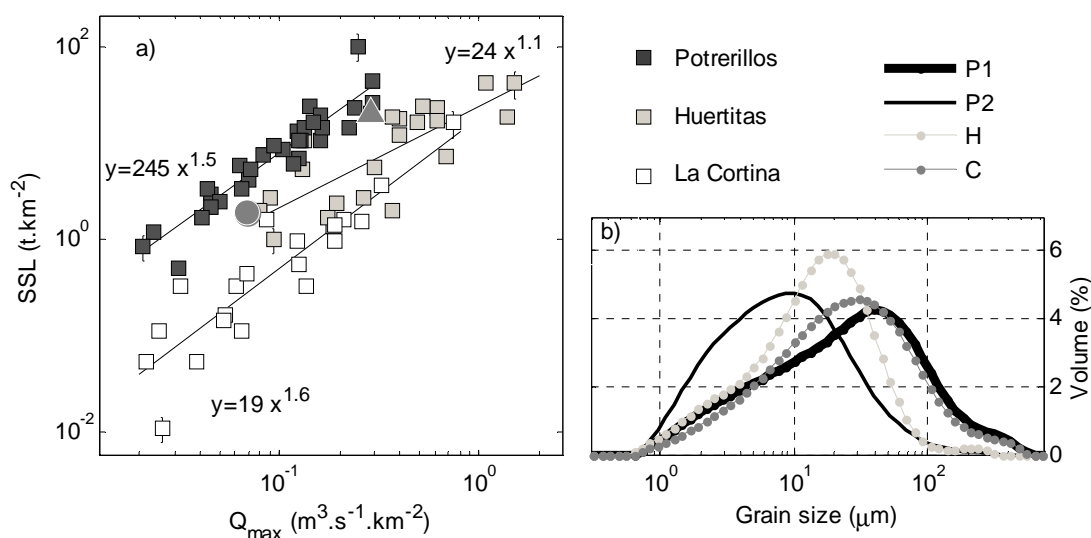 a)
10^2
10^0
10^-2
SSL (t.km^-2)
y=24 x^1.1
y=245 x^1.5
y=19 x^1.6
10^-1
10^0
Q_max (m^3.s^-1.km^-2)
Potrerillos
Huertitas
La Cortina
P1
P2
H
C
b)
6
4
2
0
Volume (%)
10^0
10^1
10^2
Grain size (μm)